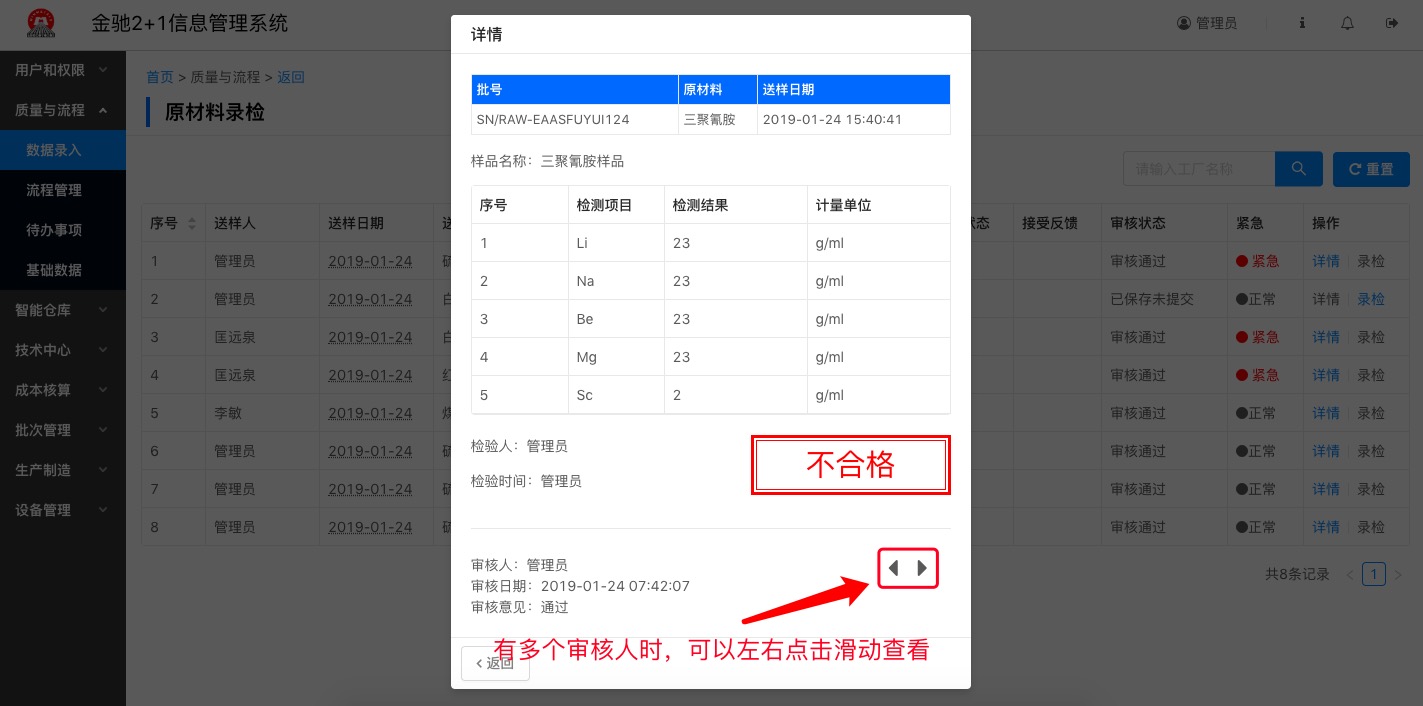 金驰2+1信息管理系统
管理员
用户和权限
质量与流程
数据录入
流程管理
待办事项
基础数据
智能仓库
技术中心
成本核算
批次管理
生产制造
设备管理
首页 > 质量与流程 > 返回
原材料录检
请输入工厂名称
重置
序号 送样人 送样日期 接受反馈 审核状态 紧急 操作
1 管理员 2019-01-24 审核通过 紧急 详情 录检
2 管理员 2019-01-24 已保存未提交 正常 详情 录检
3 匡远泉 2019-01-24 审核通过 紧急 详情 录检
4 匡远泉 2019-01-24 审核通过 紧急 详情 录检
5 李敏 2019-01-24 审核通过 正常 详情 录检
6 管理员 2019-01-24 审核通过 正常 详情 录检
7 管理员 2019-01-24 审核通过 正常 详情 录检
8 管理员 2019-01-24 审核通过 正常 详情 录检
共8条记录 < 1 >
详情
批号 原材料 送样日期
SN/RAW-EAASFUYUI124 三聚氰胺 2019-01-24 15:40:41
样品名称：三聚氰胺样品
序号 检测项目 检测结果 计量单位
1 Li 23 g/ml
2 Na 23 g/ml
3 Be 23 g/ml
4 Mg 23 g/ml
5 Sc 2 g/ml
检验人：管理员
检验时间：管理员
不合格
审核人：管理员
审核日期：2019-01-24 07:42:07
审核意见：通过
有多个审核人时，可以左右点击滑动查看
< 返回